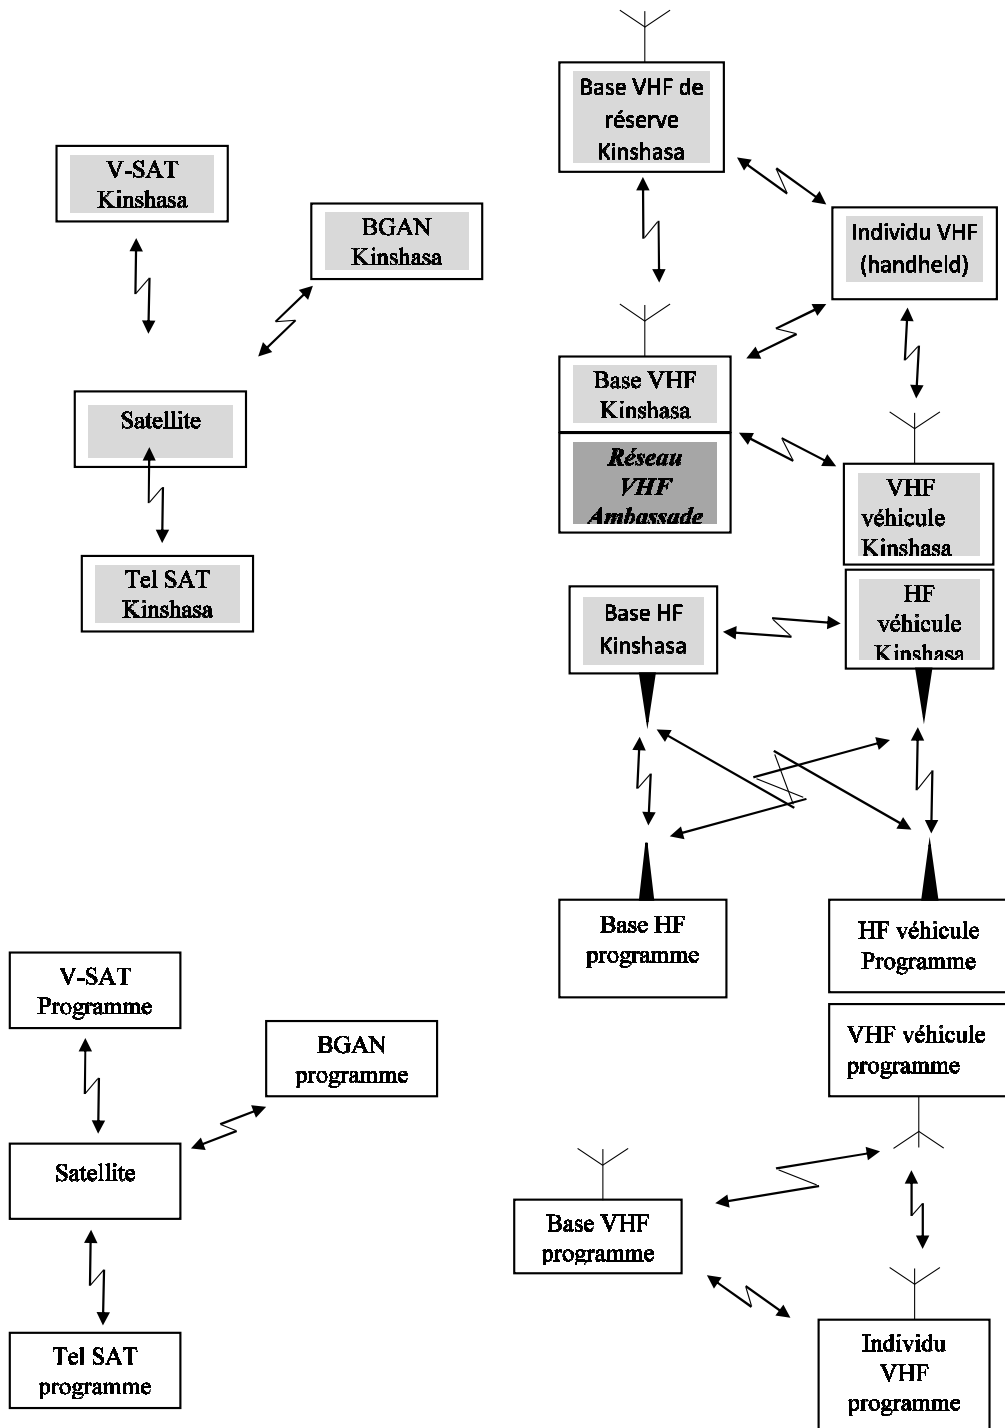 Base VHF de
réserve
Kinshasa
V-SAT
Kinshasa
BGAN
Kinshasa
Individu VHF
(handheld)
Base VHF
Kinshasa
Satellite
Réseau
VHF
Ambassade
VHF
véhicule
Kinshasa
Tel SAT
Kinshasa
Base HF
Kinshasa
HF
véhicule
Kinshasa
Base HF
programme
HF véhicule
Programme
V-SAT
Programme
BGAN
programme
VHF véhicule
programme
Satellite
Base VHF
programme
Tel SAT
programme
Individu
VHF
programme